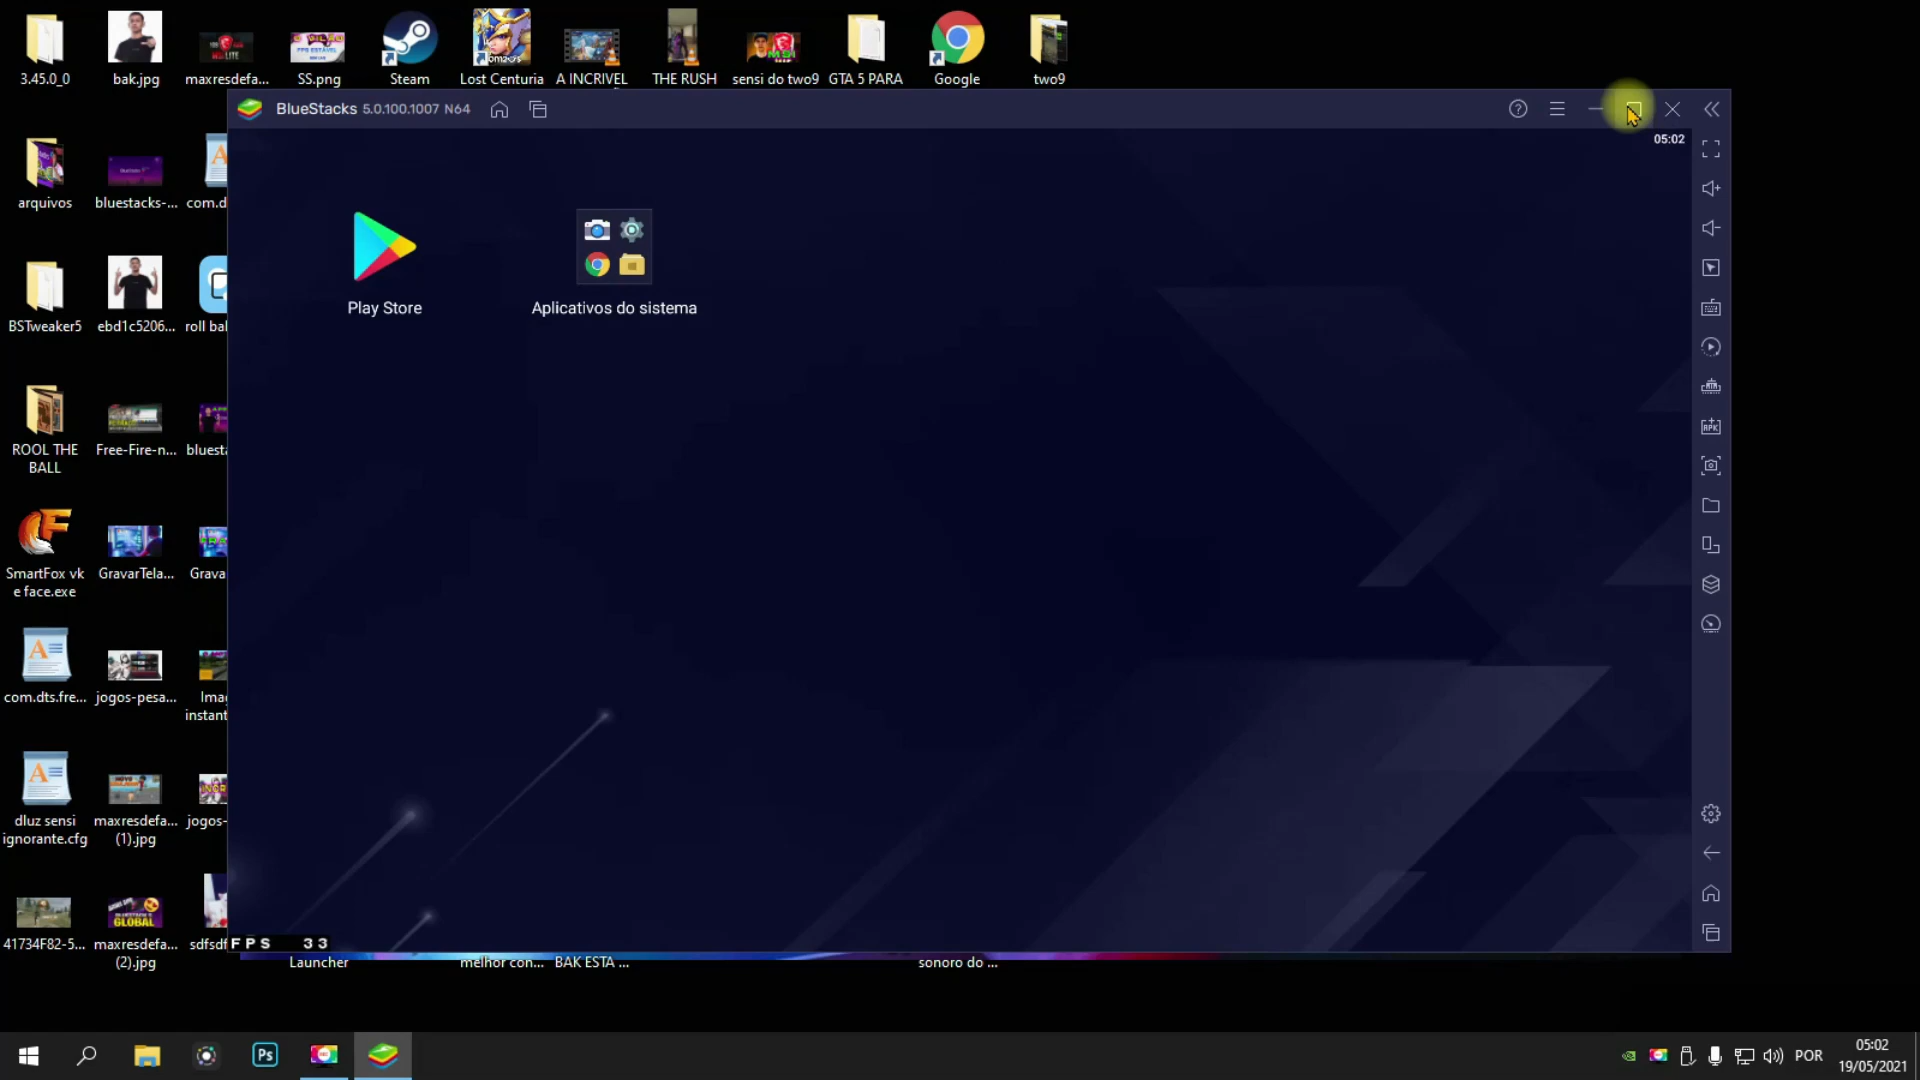 3.45.0_0
bak.jpg
maxresdefa...
SS.png
Steam
Lost Centuria
A INCRIVEL
THE RUSH
sensi do two9
GTA 5 PARA
Google
two9
BlueStacks 5.0.100.1007 N64
05:02
arquivos
bluestacks-...
com.d
Play Store
Aplicativos do sistema
BSTweaker5
ebd1c5206...
roll bal
ROOL THE
BALL
Free-Fire-n...
bluesta
SmartFox vk
e face.exe
GravarTela...
Grava
com.dts.fre...
jogos-pesa...
Ima
instant
dluz sensi
ignorante.cfg
maxresdefa...
(1).jpg
jogos-
41734F82-5...
maxresdefa...
(2).jpg
sdfsdf
FPS 33
Launcher
melhor con...
BAK ESTA ...
sonoro do ...
Ps
POR
05:02
19/05/2021